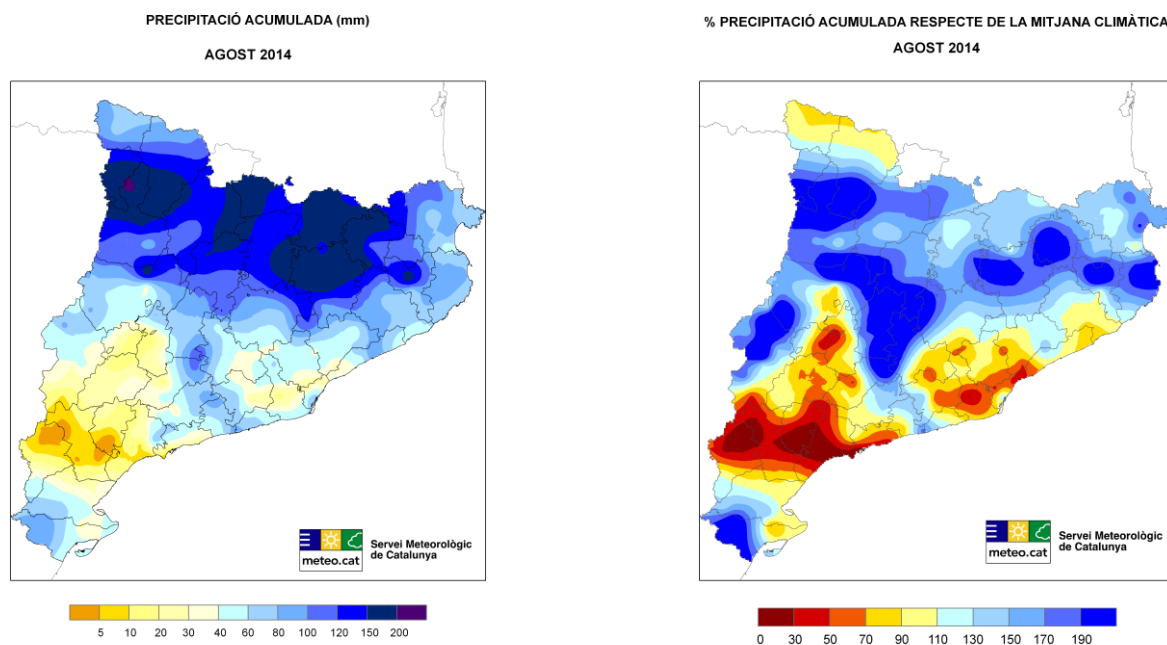 PRECIPITACIÓ ACUMULADA (mm)
AGOST 2014
Servei Meteorològic
de Catalunya
meteo.cat
5 10 20 30 40 60 80 100 120 150 200
% PRECIPITACIÓ ACUMULADA RESPECTE DE LA MITJANA CLIMÀTICA
AGOST 2014
Servei Meteorològic
de Catalunya
meteo.cat
0 30 50 70 90 110 130 150 170 190